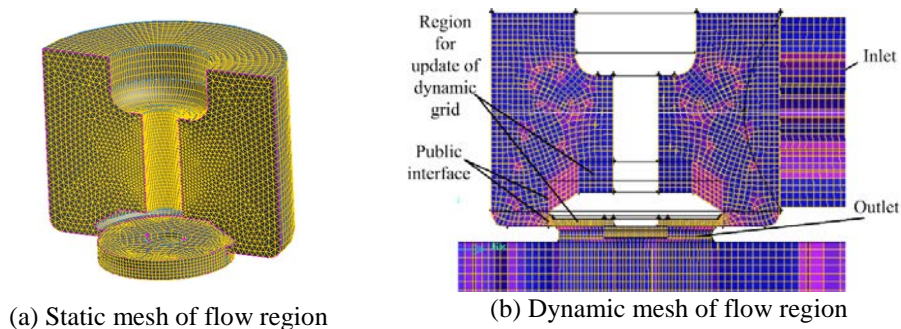 Region
for
update of
dynamic
grid
Public
interface
Inlet
Outlet
(a) Static mesh of flow region
(b) Dynamic mesh of flow region